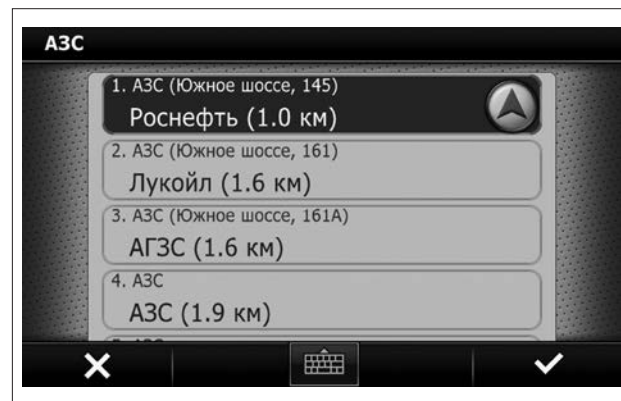 АЗС
1. АЗС (Южное шоссе, 145)
Роснефть (1.0 км)
2. АЗС (Южное шоссе, 161)
Лукойл (1.6 км)
3. АЗС (Южное шоссе, 161А)
АГЗС (1.6 км)
4. АЗС
АЗС (1.9 км)